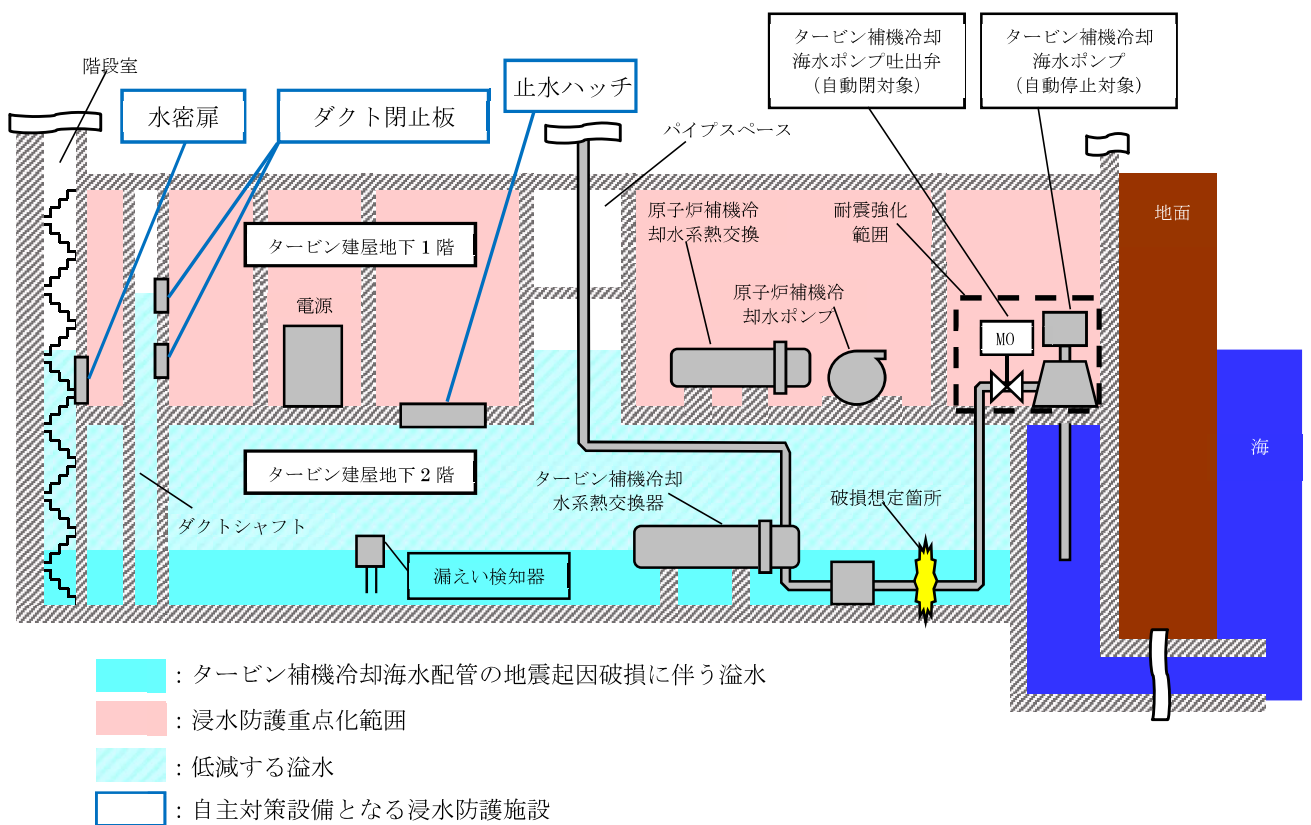 階段室
水密扉
ダクト閉止板
止水ハッチ
タービン補機冷却
海水ポンプ吐出弁
（自動閉対象）
タービン補機冷却
海水ポンプ
（自動停止対象）
パイプスペース
タービン建屋地下１階
電源
原子炉補機冷
却水系熱交換
原子炉補機冷
却水ポンプ
耐震強化
範囲
MO
地面
海
タービン建屋地下２階
ダクトシャフト
漏えい検知器
タービン補機冷却
水系熱交換器
破損想定箇所
：タービン補機冷却海水配管の地震起因破損に伴う溢水
：浸水防護重点化範囲
：低減する溢水
：自主対策設備となる浸水防護施設